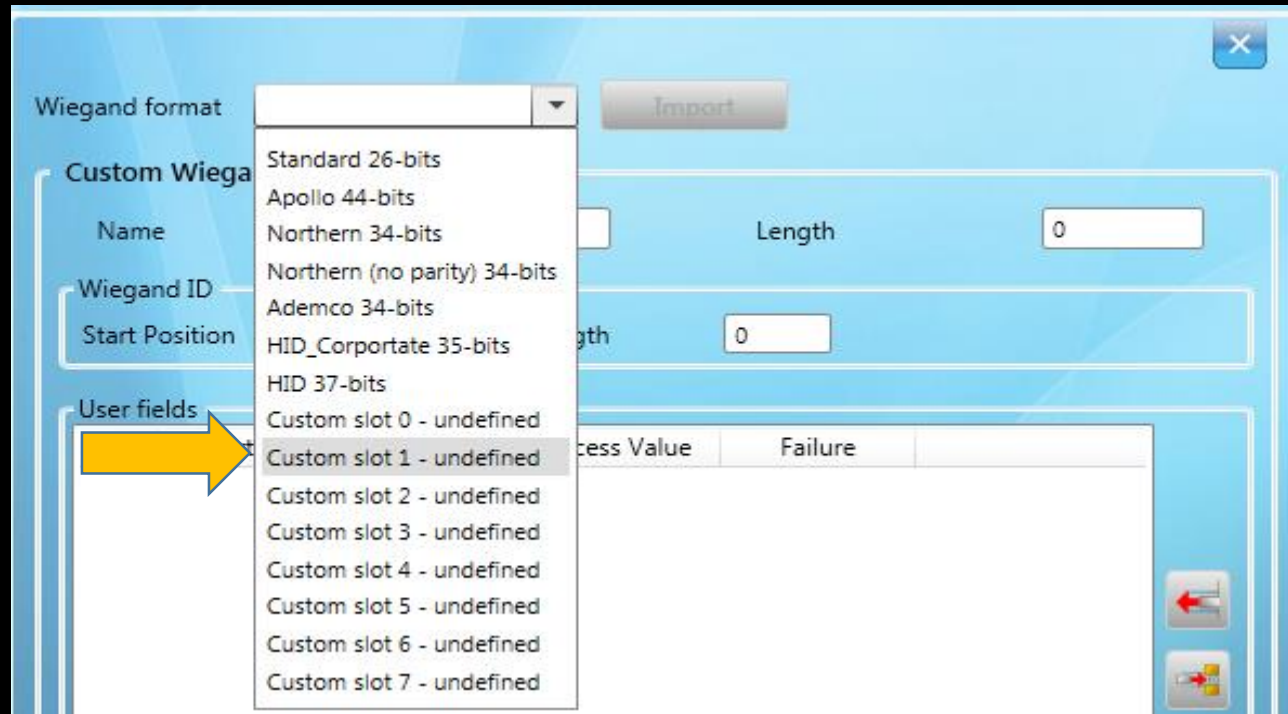 Wiegand format
Import
Standard 26-bits
Custom Wiega
Apollo 44-bits
Name
Northern 34-bits
Length
0
Northern (no parity) 34-bits
Wiegand ID
Ademco 34-bits
Start Position
HID_Corportate 35-bits
gth
0
HID 37-bits
User fields
Custom slot 0 - undefined
Custom slot 1 - undefined
cess Value
Failure
Custom slot 2 - undefined
Custom slot 3 - undefined
Custom slot 4 - undefined
Custom slot 5 - undefined
Custom slot 6 - undefined
Custom slot 7 - undefined